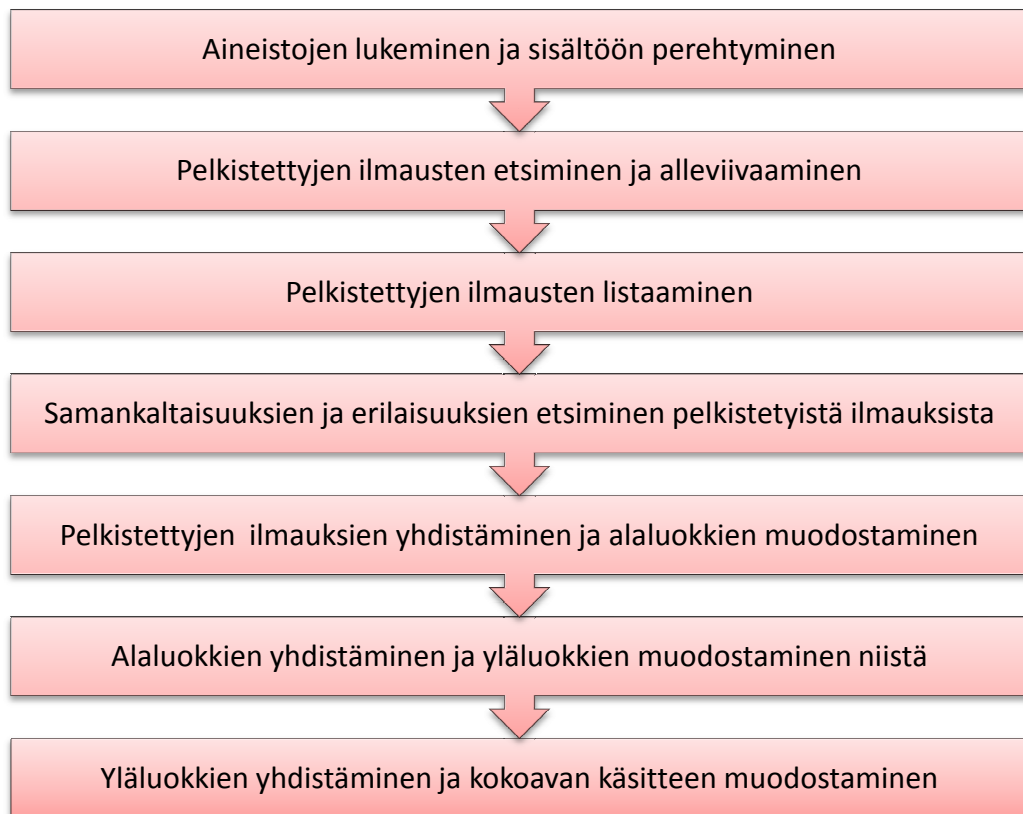 Aineistojen lukeminen ja sisältöön perehtyminen
Pelkistettyjen ilmausten etsiminen ja alleviivaaminen
Pelkistettyjen ilmausten listaaminen
Samankaltaisuuksien ja erilaisuuksien etsiminen pelkistetyistä ilmauksista
Pelkistettyjen ilmauksien yhdistäminen ja alaluokkien muodostaminen
Alaluokkien yhdistäminen ja yläluokkien muodostaminen niistä
Yläluokkien yhdistäminen ja kokoavan käsitteen muodostaminen